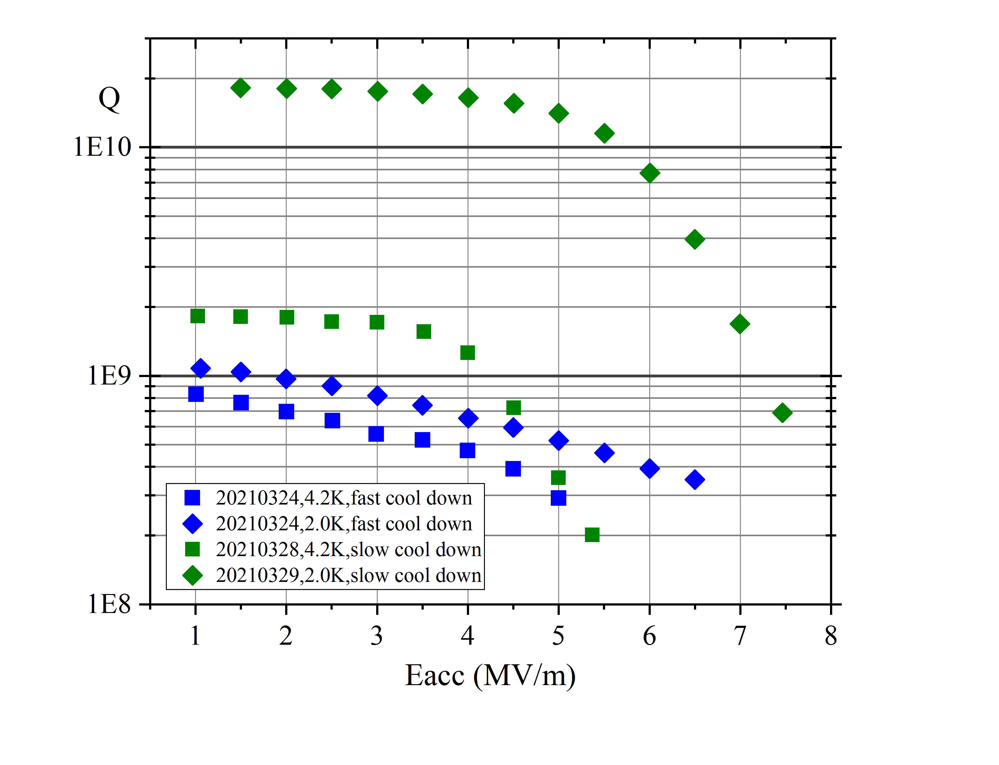 Q
1E10
1E9
1E8
20210324,4.2K,fast cool down
20210324,2.0K,fast cool down
20210328,4.2K,slow cool down
20210329,2.0K,slow cool down
1 2 3 4 5 6 7 8
Eacc (MV/m)